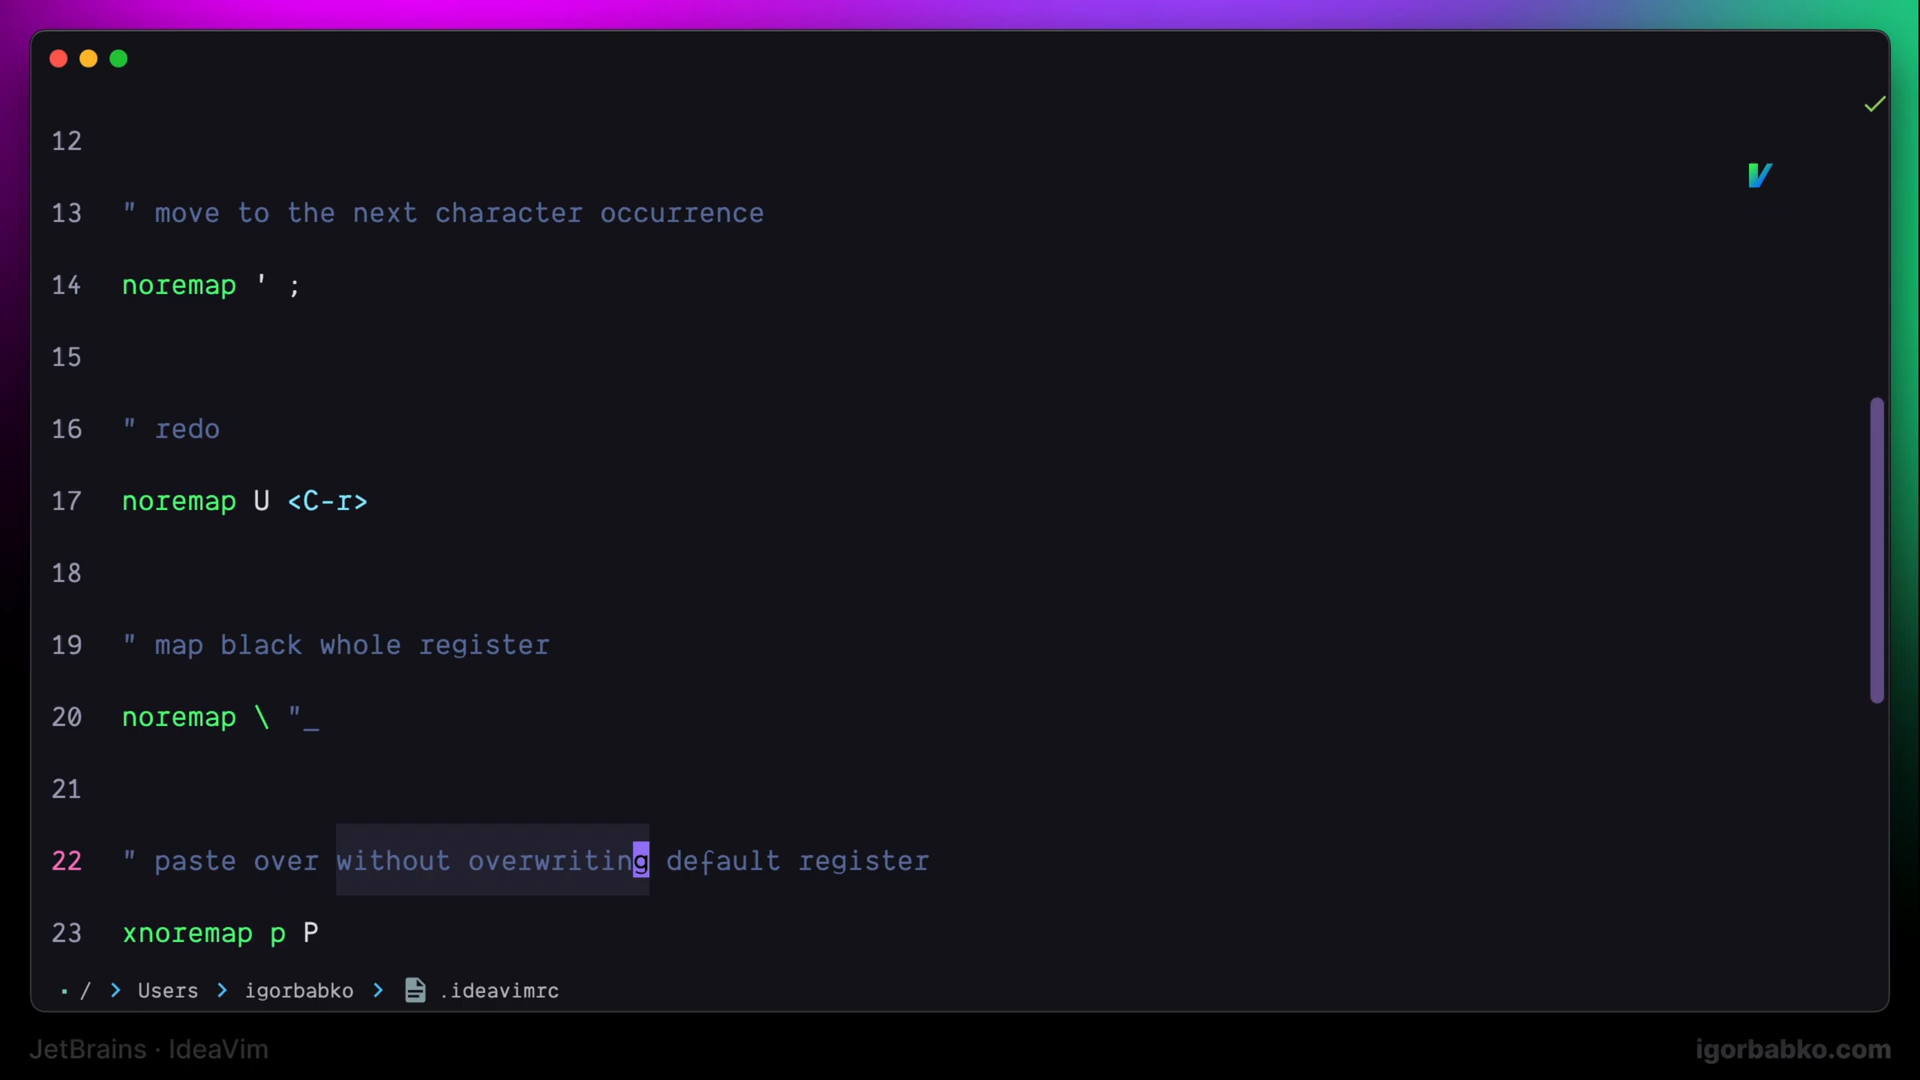 12
13 " move to the next character occurrence
14 noremap ' ;
15
16 " redo
17 noremap U <C-r>
18
19 " map black whole register
20 noremap \ "_
21
22 " paste over without overwriting default register
23 xnoremap p P
/ > Users > igorbabko > .ideavimrc
JetBrains · IdeaVim
igorbabko.com